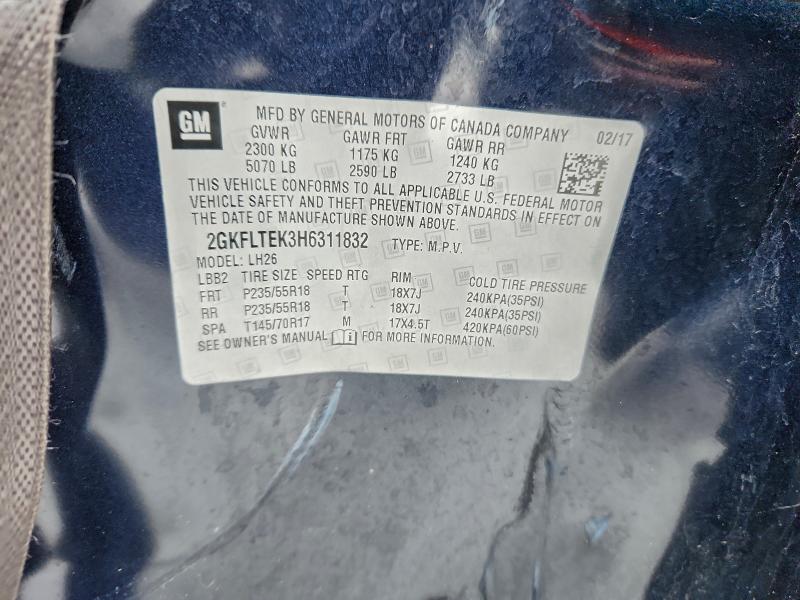 GM
MFD BY GENERAL MOTORS OF CANADA COMPANY 02/17
GVWR GAWR FRT GAWR RR
2300 KG 1175 KG 1240 KG
5070 LB 2590 LB 2733 LB
THIS VEHICLE CONFORMS TO ALL APPLICABLE U.S. FEDERAL MOTOR
VEHICLE SAFETY AND THEFT PREVENTION STANDARDS IN EFFECT ON
THE DATE OF MANUFACTURE SHOWN ABOVE.
2GKFLTEK3H6311832 TYPE: M.P.V.
MODEL: LH26
LBB2 TIRE SIZE SPEED RTG RIM COLD TIRE PRESSURE
FRT P235/55R18 T 18X7J 240KPA(35PSI)
RR P235/55R18 T 18X7J 240KPA(35PSI)
SPA T145/70R17 M 17X4.5T 420KPA(60PSI)
SEE OWNER'S MANUAL i FOR MORE INFORMATION.